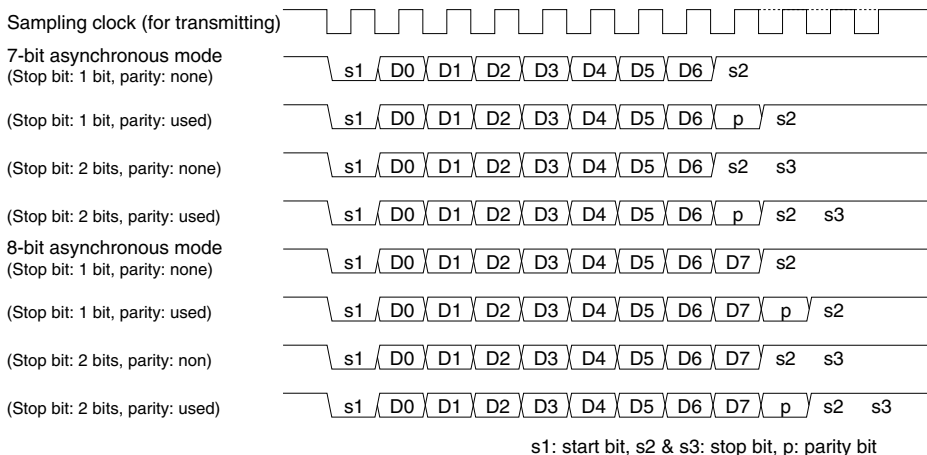 Sampling clock (for transmitting)
7-bit asynchronous mode
(Stop bit: 1 bit, parity: none) s1 D0 D1 D2 D3 D4 D5 D6 s2
(Stop bit: 1 bit, parity: used) s1 D0 D1 D2 D3 D4 D5 D6 p s2
(Stop bit: 2 bits, parity: none) s1 D0 D1 D2 D3 D4 D5 D6 s2 s3
(Stop bit: 2 bits, parity: used) s1 D0 D1 D2 D3 D4 D5 D6 p s2 s3
8-bit asynchronous mode
(Stop bit: 1 bit, parity: none) s1 D0 D1 D2 D3 D4 D5 D6 D7 s2
(Stop bit: 1 bit, parity: used) s1 D0 D1 D2 D3 D4 D5 D6 D7 p s2
(Stop bit: 2 bits, parity: non) s1 D0 D1 D2 D3 D4 D5 D6 D7 s2 s3
(Stop bit: 2 bits, parity: used) s1 D0 D1 D2 D3 D4 D5 D6 D7 p s2 s3
s1: start bit, s2 & s3: stop bit, p: parity bit